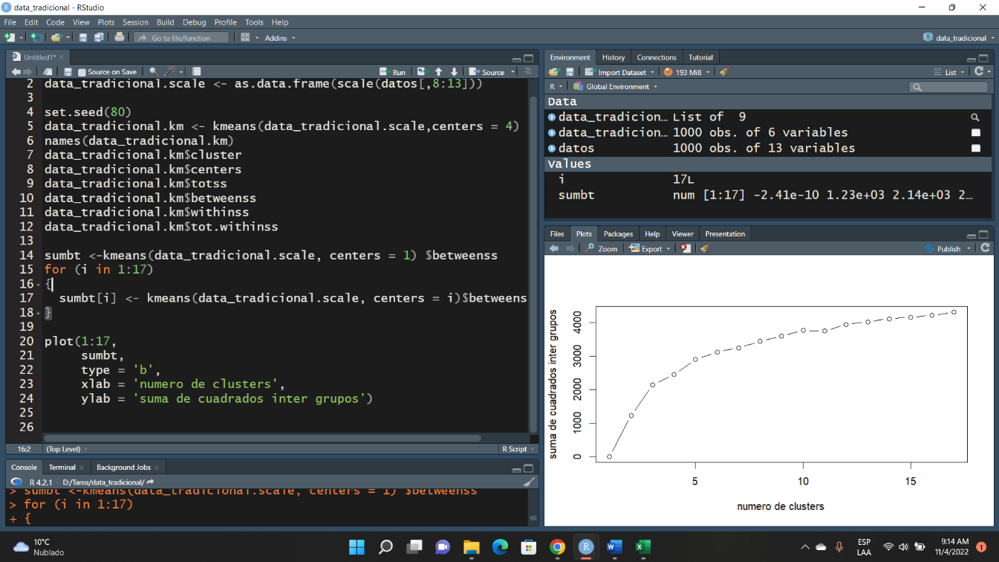 data_tradicional - RStudio
File Edit Code View Plots Session Build Debug Profile Tools Help
Go to file/function Addins data_tradicional
Untitled1*
Source on Save Run Source
2 data_tradicional.scale <- as.data.frame(scale(datos[,8:13]))
3
4 set.seed(80)
5 data_tradicional.km <- kmeans(data_tradicional.scale,centers = 4)
6 names(data_tradicional.km)
7 data_tradicional.km$cluster
8 data_tradicional.km$centers
9 data_tradicional.km$totss
10 data_tradicional.km$betweenss
11 data_tradicional.km$withinss
12 data_tradicional.km$tot.withinss
13
14 sumbt <-kmeans(data_tradicional.scale, centers = 1) $betweenss
15 for (i in 1:17)
16 {
17 sumbt[i] <- kmeans(data_tradicional.scale, centers = i)$betweens
18 }
19
20 plot(1:17,
21 sumbt,
22 type = 'b',
23 xlab = 'numero de clusters',
24 ylab = 'suma de cuadrados inter grupos')
25
26
16:2 (Top Level) R Script
Console Terminal Background Jobs
R 4.2.1 · D:/Tarea/data_tradicional/
> sumbt <-kmeans(data_tradicional.scale, centers = 1) $betweenss
> for (i in 1:17)
+ {
Environment History Connections Tutorial
Import Dataset 193 MiB List
R Global Environment
Data
data_tradicion… List of 9
data_tradicion… 1000 obs. of 6 variables
datos 1000 obs. of 13 variables
Values
i 17L
sumbt num [1:17] -2.41e-10 1.23e+03 2.14e+03 2…
Files Plots Packages Help Viewer Presentation
Zoom Export Publish
suma de cuadrados inter grupos
4000
3000
2000
1000
0
5 10 15
numero de clusters
10°C
Nublado
ESP
LAA
9:14 AM
11/4/2022
1